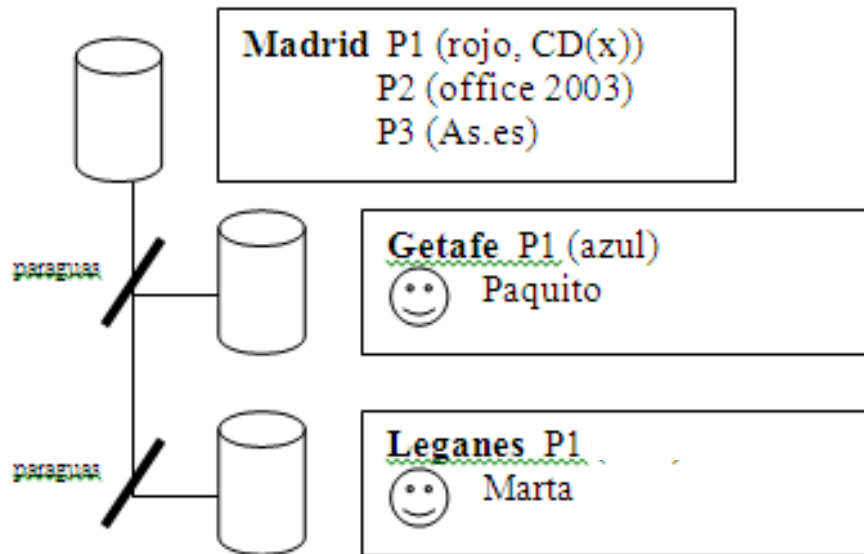 Madrid P1 (rojo, CD(x))
P2 (office 2003)
P3 (As.es)
paraguas
Getafe P1 (azul)
Paquito
paraguas
Leganes P1
Marta